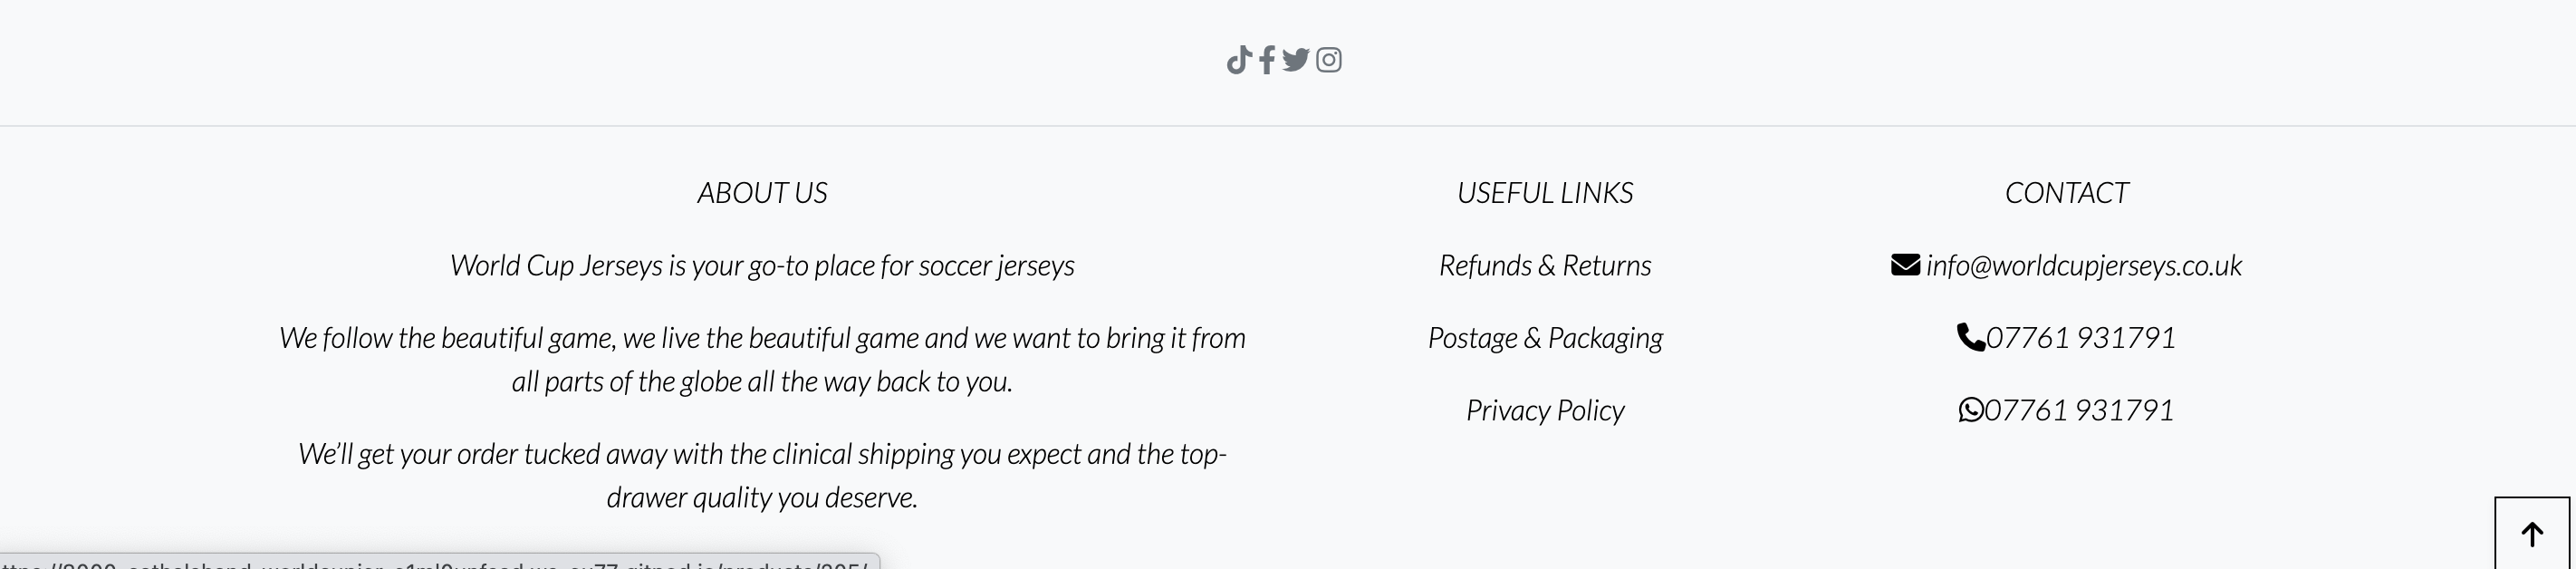 ABOUT US
World Cup Jerseys is your go-to place for soccer jerseys
We follow the beautiful game, we live the beautiful game and we want to bring it from
all parts of the globe all the way back to you.
We’ll get your order tucked away with the clinical shipping you expect and the top-
drawer quality you deserve.
USEFUL LINKS
Refunds & Returns
Postage & Packaging
Privacy Policy
CONTACT
info@worldcupjerseys.co.uk
07761 931791
07761 931791